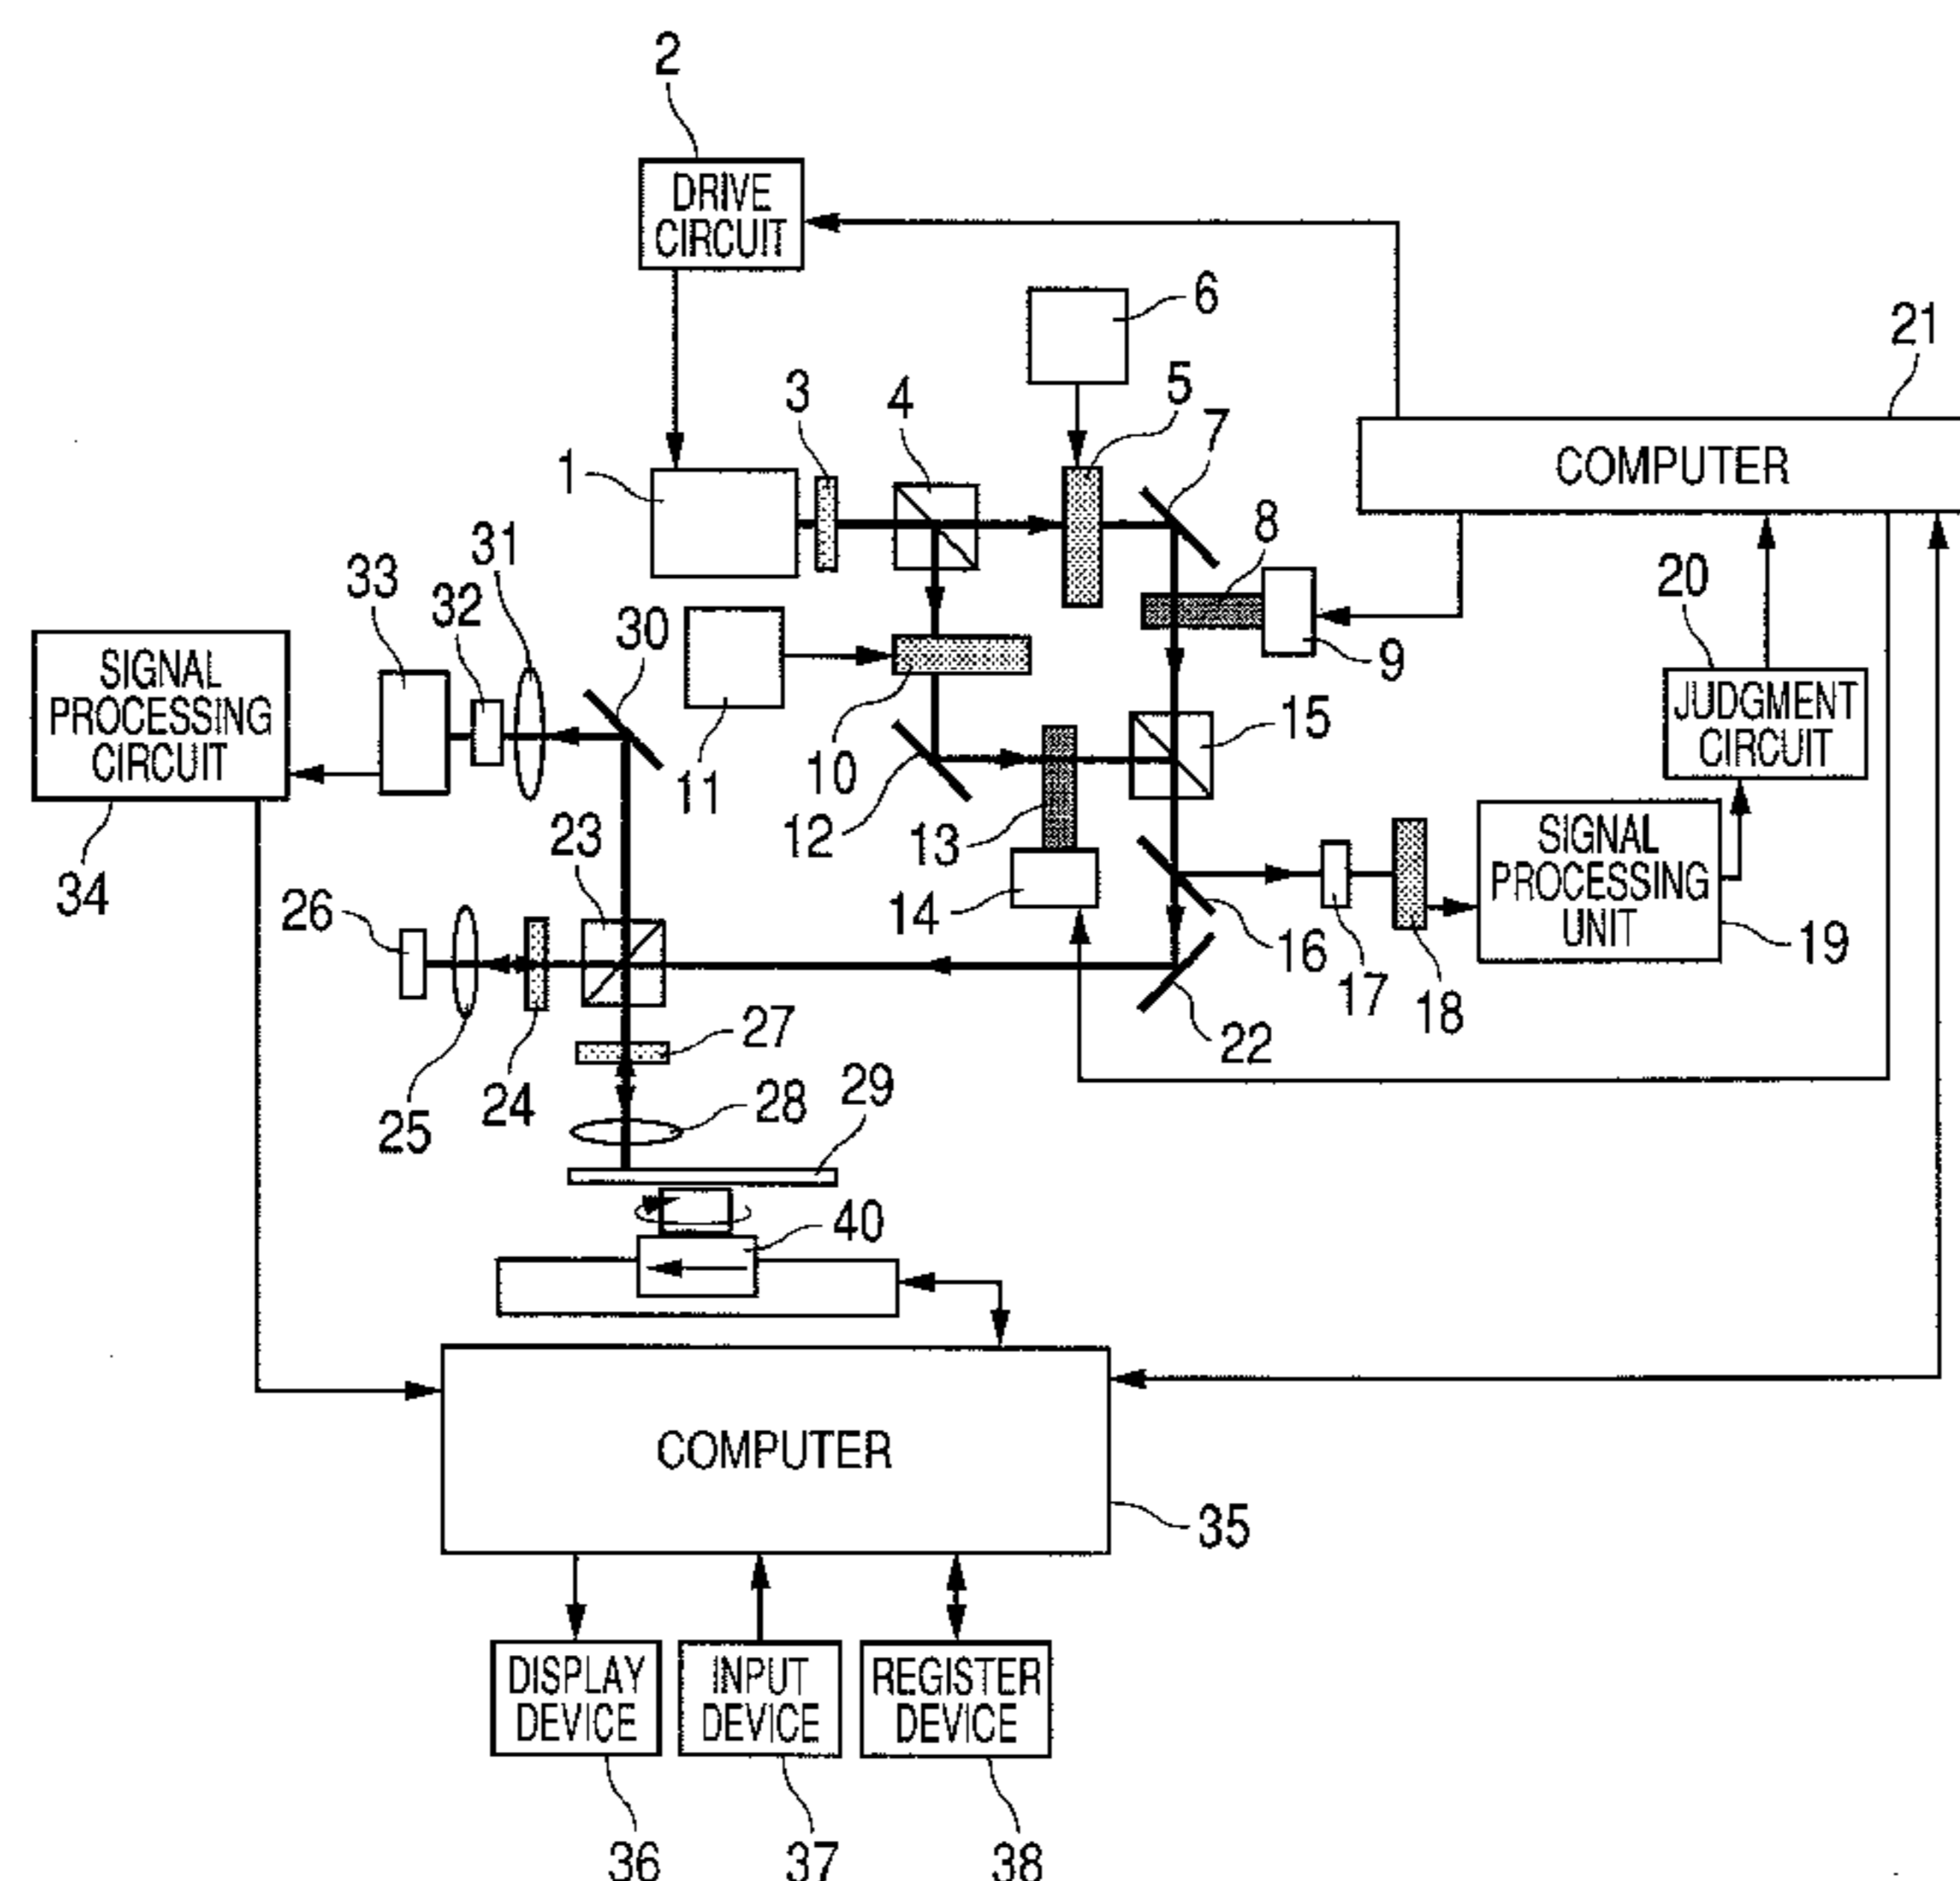 2
DRIVE
CIRCUIT
6
21
3
4
5
7
COMPUTER
1
8
31
33
32
30
20
9
SIGNAL
PROCESSING
CIRCUIT
JUDGMENT
CIRCUIT
15
11
10
12
13
23
SIGNAL
PROCESSING
UNIT
34
26
14
16
17
18
19
27
22
25
24
28
29
40
COMPUTER
35
DISPLAY
DEVICE
INPUT
DEVICE
REGISTER
DEVICE
36
37
38